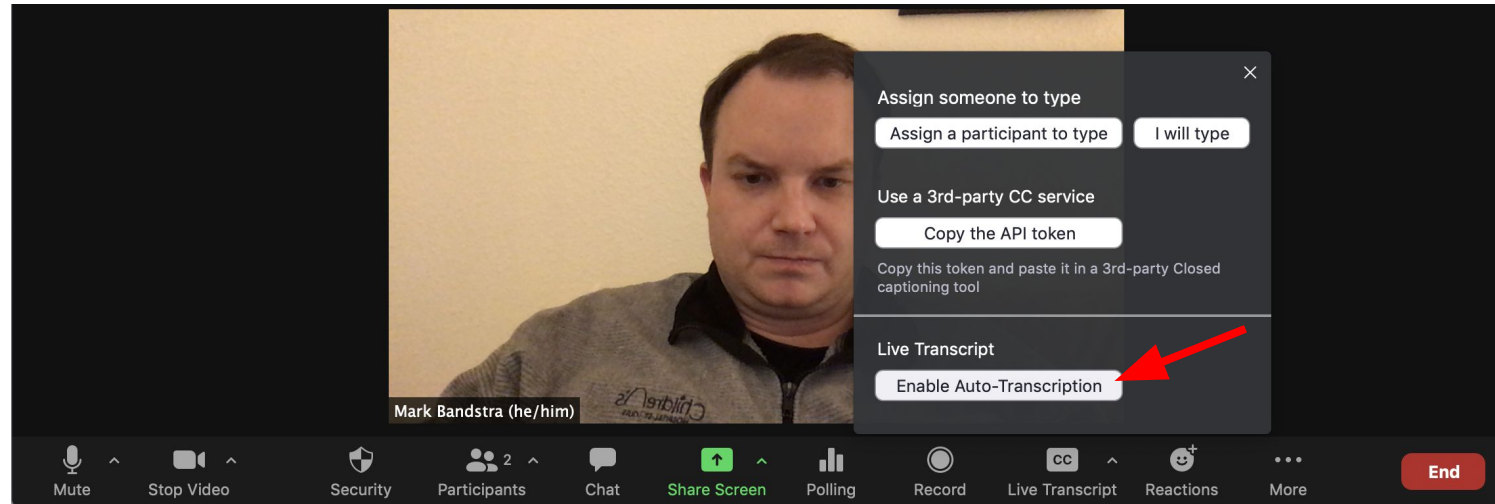 Assign someone to type
Assign a participant to type
I will type
Use a 3rd-party CC service
Copy the API token
Copy this token and paste it in a 3rd-party Closed
captioning tool
Live Transcript
Enable Auto-Transcription
Children's
Mark Bandstra (he/him)
2
CC
Mute
Stop Video
Security
Participants
Chat
Share Screen
Polling
Record
Live Transcript
Reactions
More
End